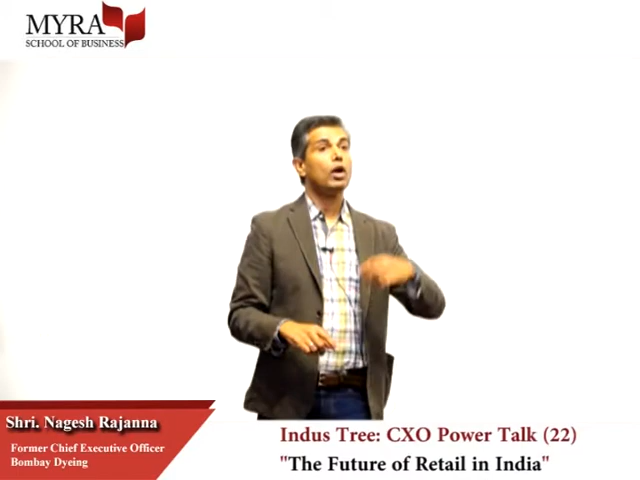 MYRA
SCHOOL OF BUSINESS
Shri. Nagesh Rajanna
Former Chief Executive Officer
Bombay Dyeing
Indus Tree: CXO Power Talk (22)
"The Future of Retail in India"